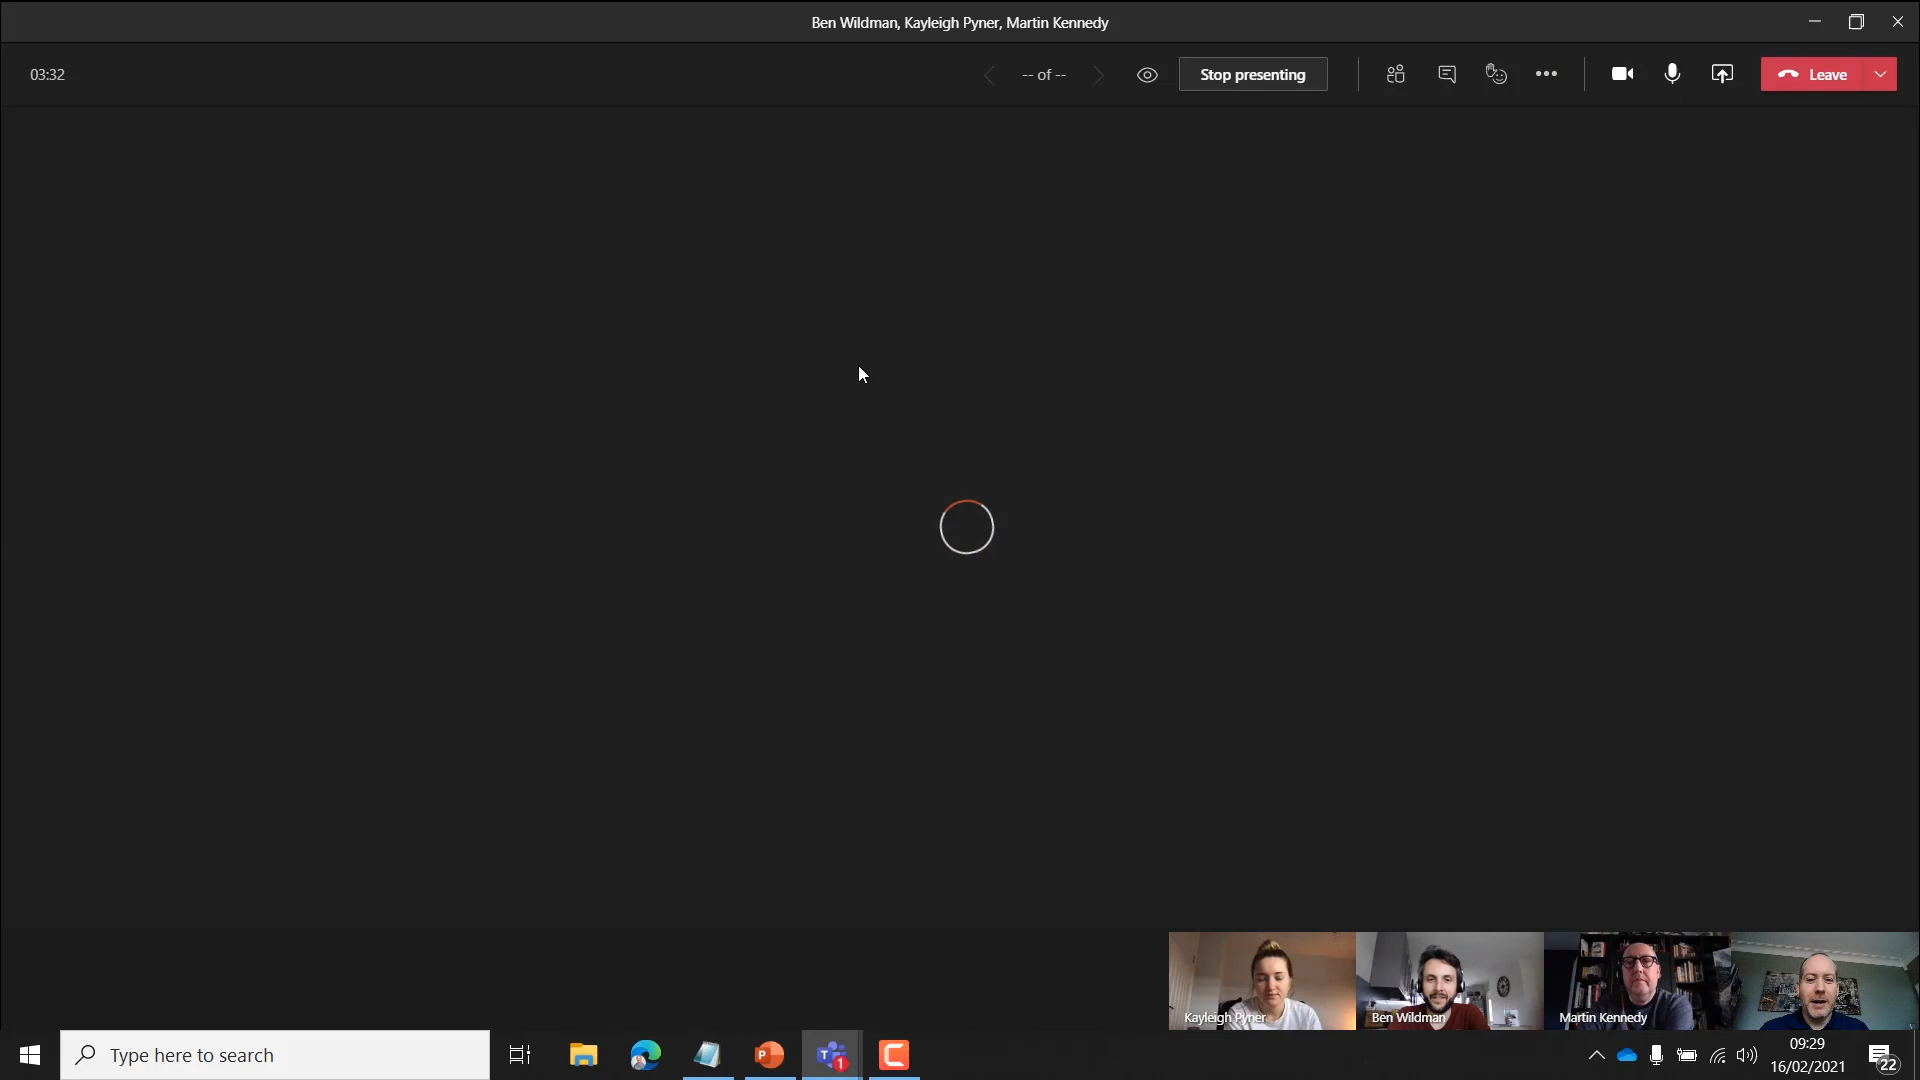 Ben Wildman, Kayleigh Pyner, Martin Kennedy
03:32
-- of --
Stop presenting
Leave
Kayleigh Pyner
Ben Wildman
Martin Kennedy
Type here to search
P
T
1
09:29
16/02/2021
22